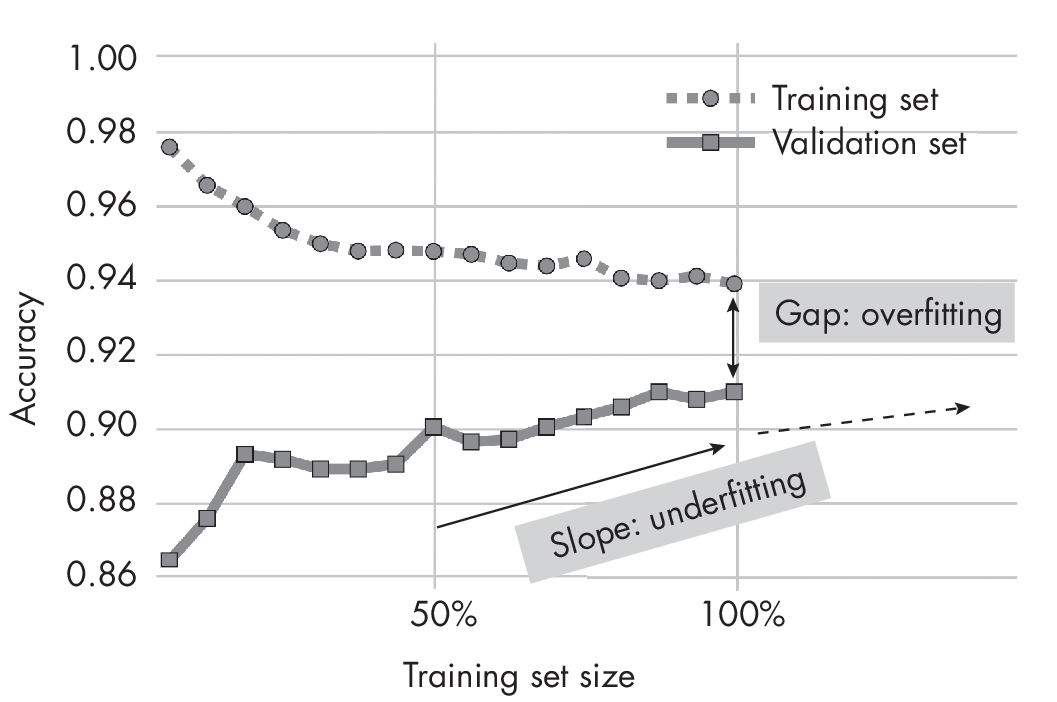 1.00
0.98
0.96
0.94
0.92
0.90
0.88
0.86
Accuracy
Training set
Validation set
Gap: overfitting
Slope: underfitting
50%
100%
Training set size